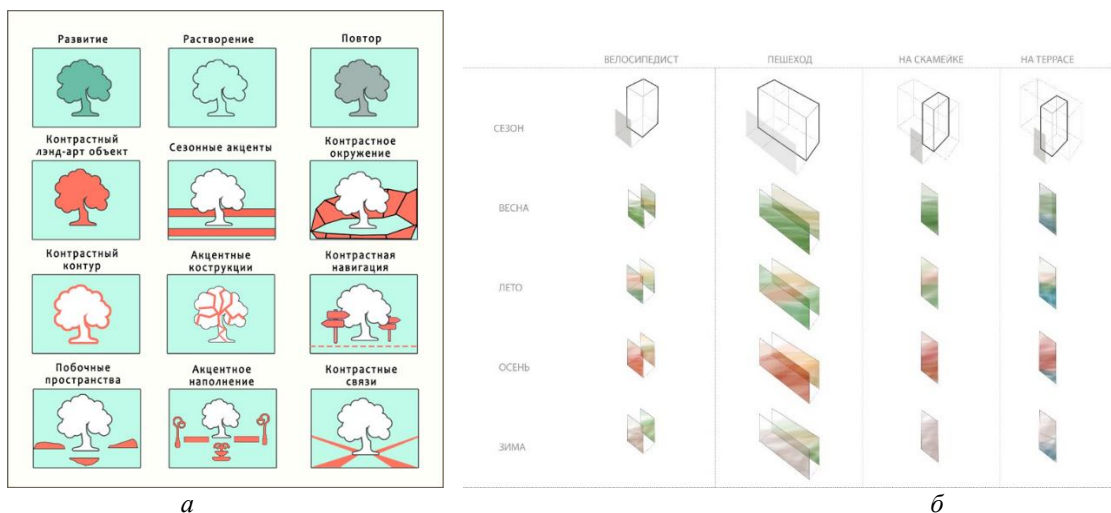 Развитие
Растворение
Повтор
Контрастный
лэнд-арт объект
Сезонные акценты
Контрастное
окружение
Контрастный
контур
Акцентные
кострукции
Контрастная
навигация
Побочные
пространства
Акцентное
наполнение
Контрастные
связи
а
ВЕЛОСИПЕДИСТ
ПЕШЕХОД
НА СКАМЕЙКЕ
НА ТЕРРАСЕ
СЕЗОН
ВЕСНА
ЛЕТО
ОСЕНЬ
ЗИМА
б